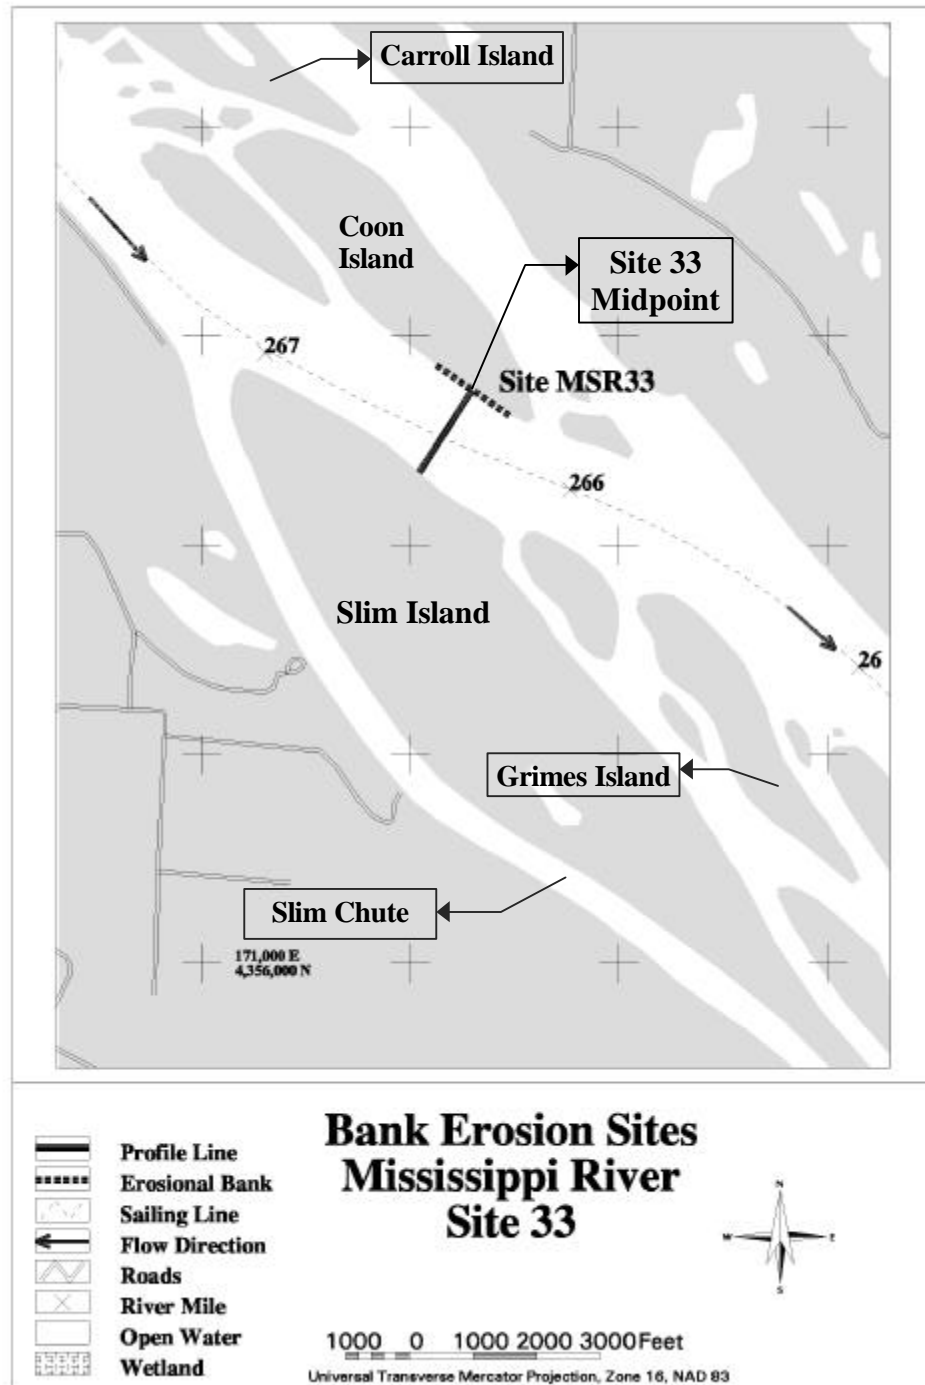 Carroll Island
Coon
Island
Site 33
Midpoint
267
Site MSR33
266
Slim Island
26
Grimes Island
Slim Chute
171,000 E
4,356,000 N
Bank Erosion Sites
Mississippi River
Site 33
Profile Line
Erosional Bank
Sailing Line
Flow Direction
Roads
River Mile
Open Water
Wetland
N
W E
S
1000 0 1000 2000 3000 Feet
Universal Transverse Mercator Projection, Zone 16, NAD 83